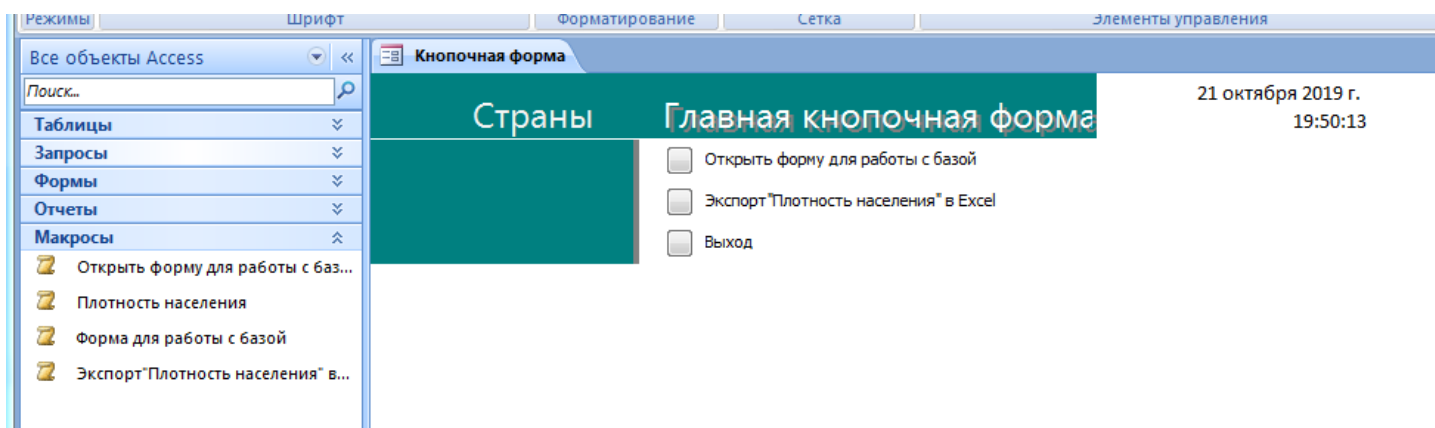 Режимы Шрифт Форматирование Сетка Элементы управления
Все объекты Access
Поиск...
Таблицы
Запросы
Формы
Отчеты
Макросы
Открыть форму для работы с баз...
Плотность населения
Форма для работы с базой
Экспорт"Плотность населения" в...
Кнопочная форма
Страны Главная кнопочная форма
21 октября 2019 г.
19:50:13
Открыть форму для работы с базой
Экспорт"Плотность населения" в Excel
Выход